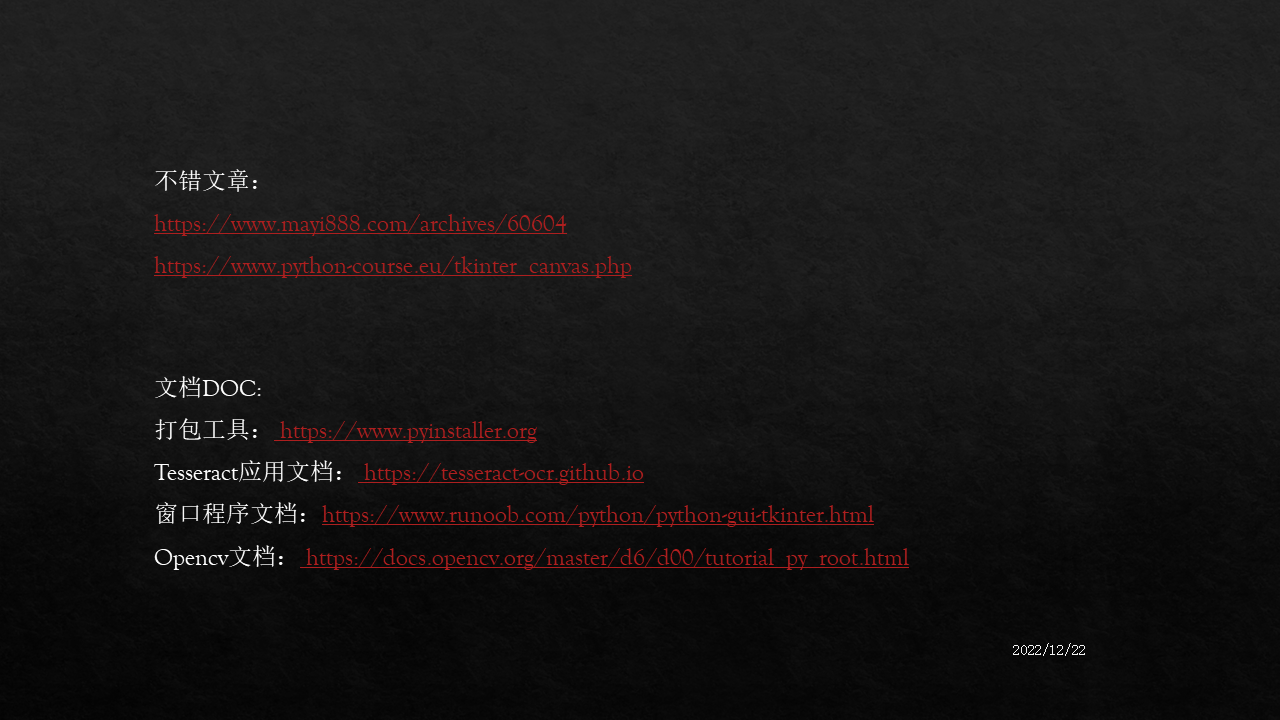 不错文章：
https://www.mayi888.com/archives/60604
https://www.python-course.eu/tkinter_canvas.php
文档DOC:
打包工具： https://www.pyinstaller.org
Tesseract应用文档： https://tesseract-ocr.github.io
窗口程序文档：https://www.runoob.com/python/python-gui-tkinter.html
Opencv文档： https://docs.opencv.org/master/d6/d00/tutorial_py_root.html
2022/12/22